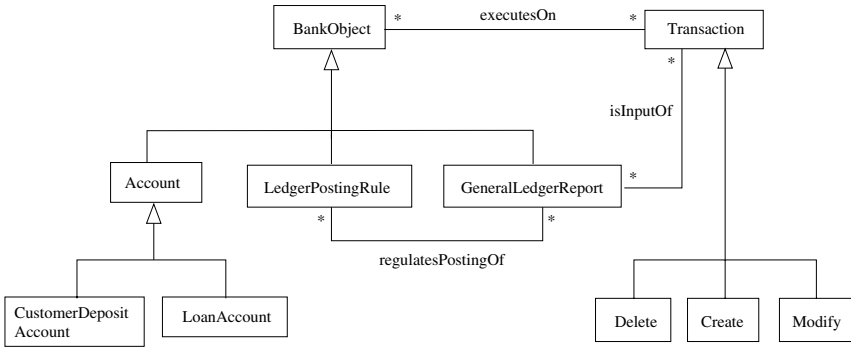 BankObject
*
executesOn
*
Transaction
*
isInputOf
Account
LedgerPostingRule
GeneralLedgerReport
*
*
*
regulatesPostingOf
CustomerDeposit
Account
LoanAccount
Delete
Create
Modify